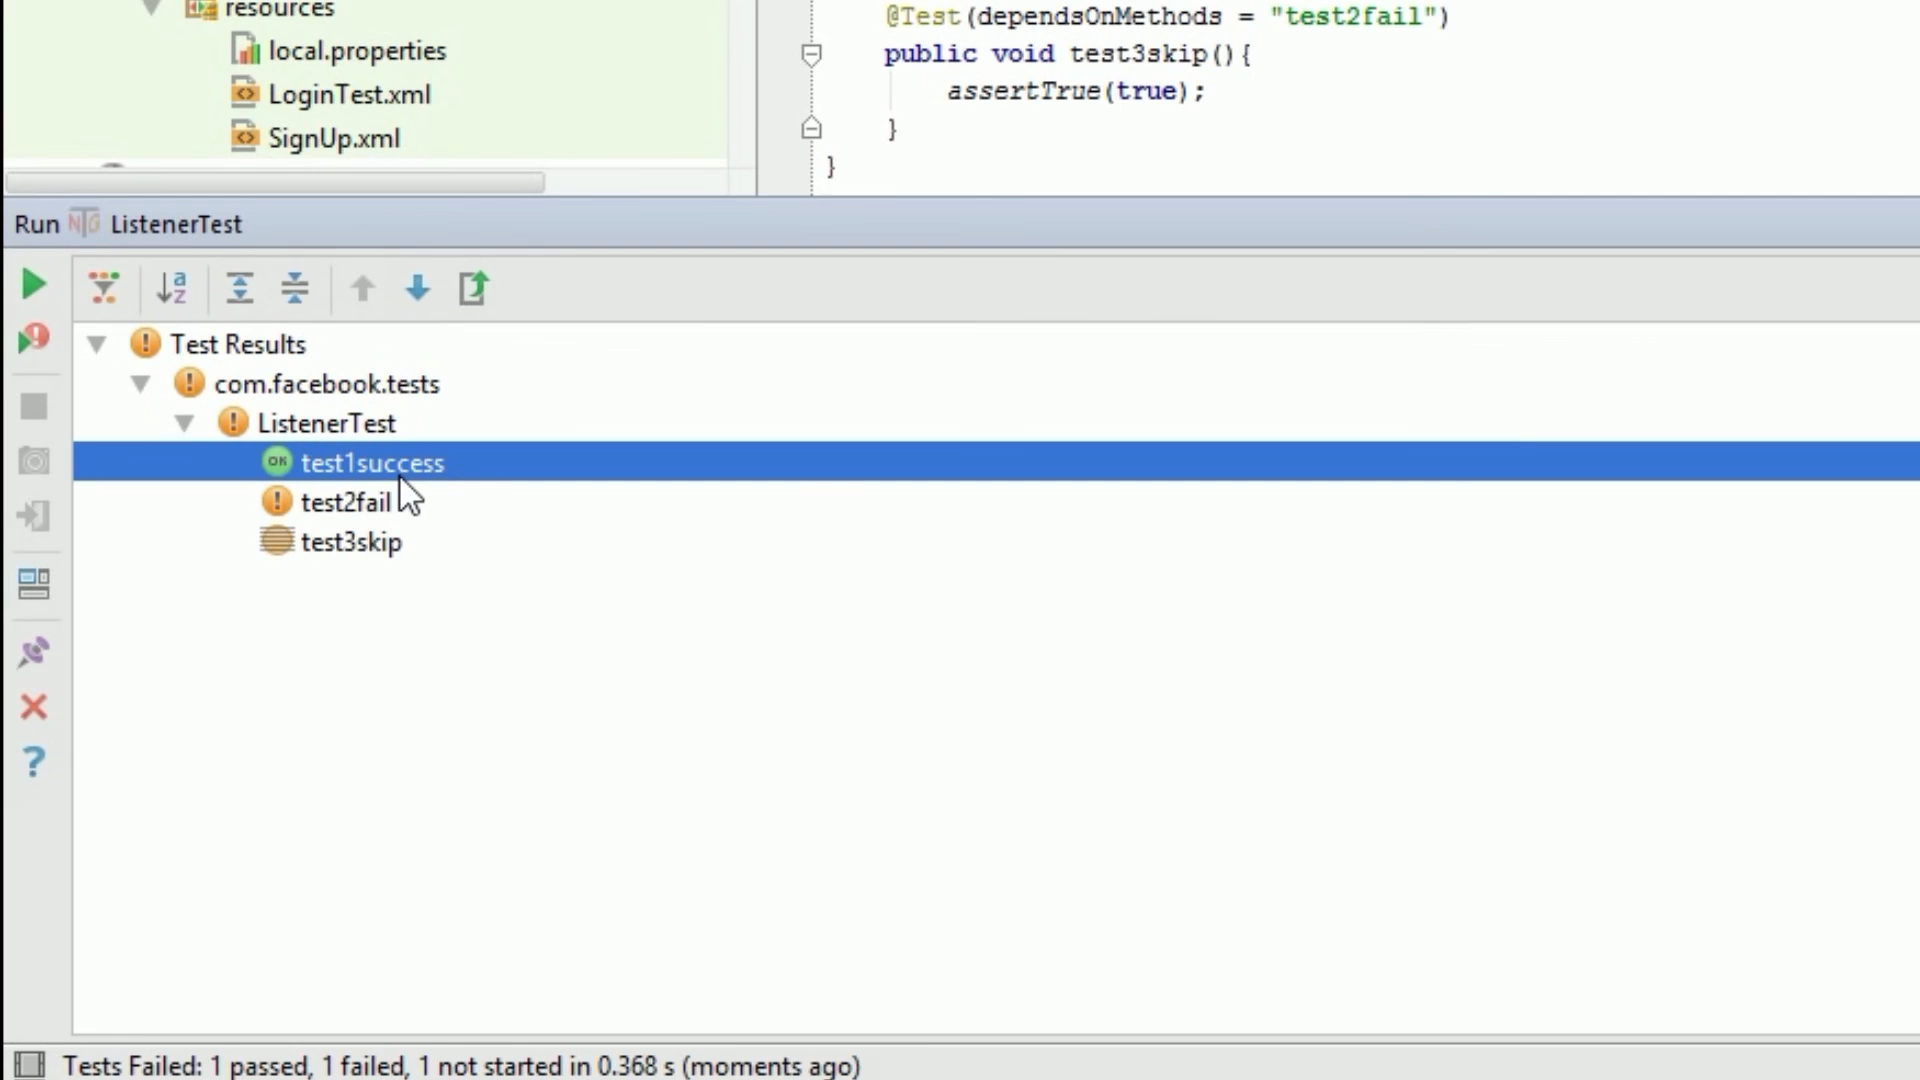 resources
local.properties
LoginTest.xml
SignUp.xml
@Test(dependsOnMethods = "test2fail")
public void test3skip(){
assertTrue(true);
}
}
Run NTG ListenerTest
Test Results
com.facebook.tests
ListenerTest
OK test1success
test2fail
test3skip
Tests Failed: 1 passed, 1 failed, 1 not started in 0.368 s (moments ago)